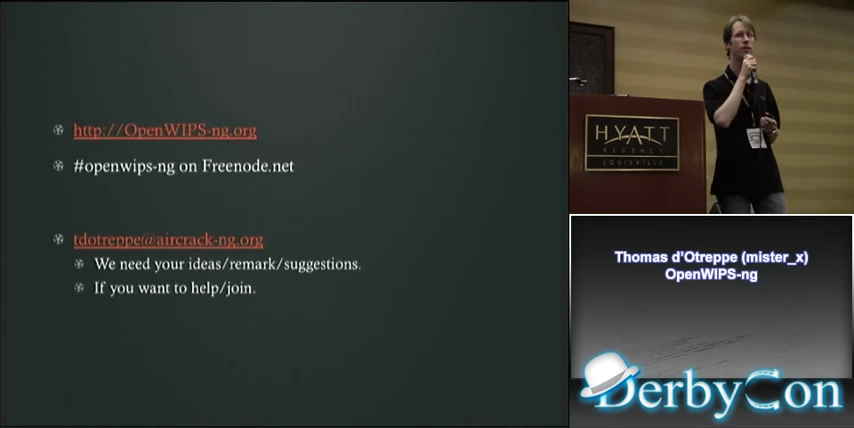 http://OpenWIPS-ng.org
#openwips-ng on Freenode.net
tdotreppe@aircrack-ng.org
We need your ideas/remark/suggestions.
If you want to help/join.
HYATT
REGENCY
LOUISVILLE
Thomas d'Otreppe (mister_x)
OpenWIPS-ng
DerbyCon